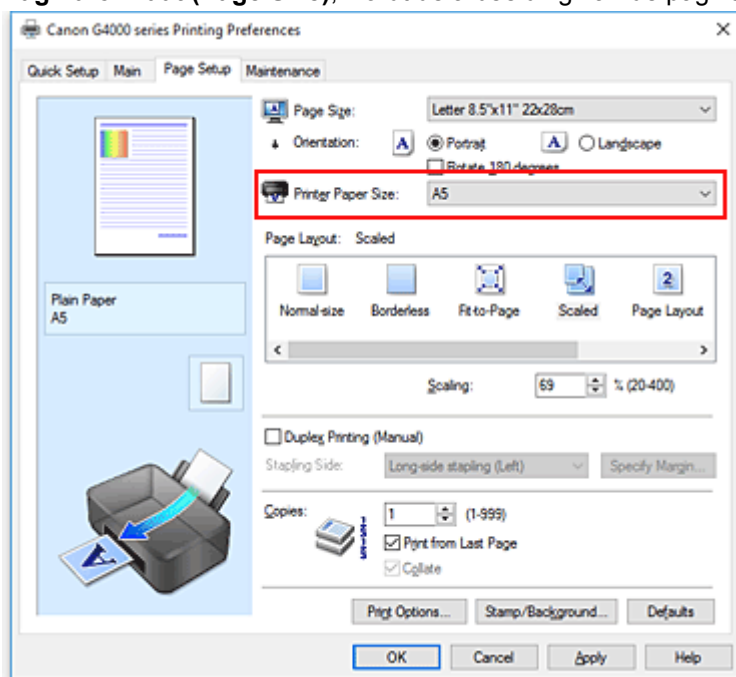 Canon G4000 series Printing Preferences
Quick Setup Main Page Setup Maintenance
Page Size: Letter 8.5"x11" 22x28cm
Orientation: A Portrait A Landscape
Rotate 180 degrees
Printer Paper Size: A5
Page Layout: Scaled
2
Normal-size Borderless Fit-to-Page Scaled Page Layout
Plain Paper
A5
Scaling: 69 % (20-400)
Duplex Printing (Manual)
Stapling Side: Long-side stapling (Left) Specify Margin...
Copies: 1 (1-999)
Print from Last Page
Collate
A
Print Options... Stamp/Background... Defaults
OK Cancel Apply Help